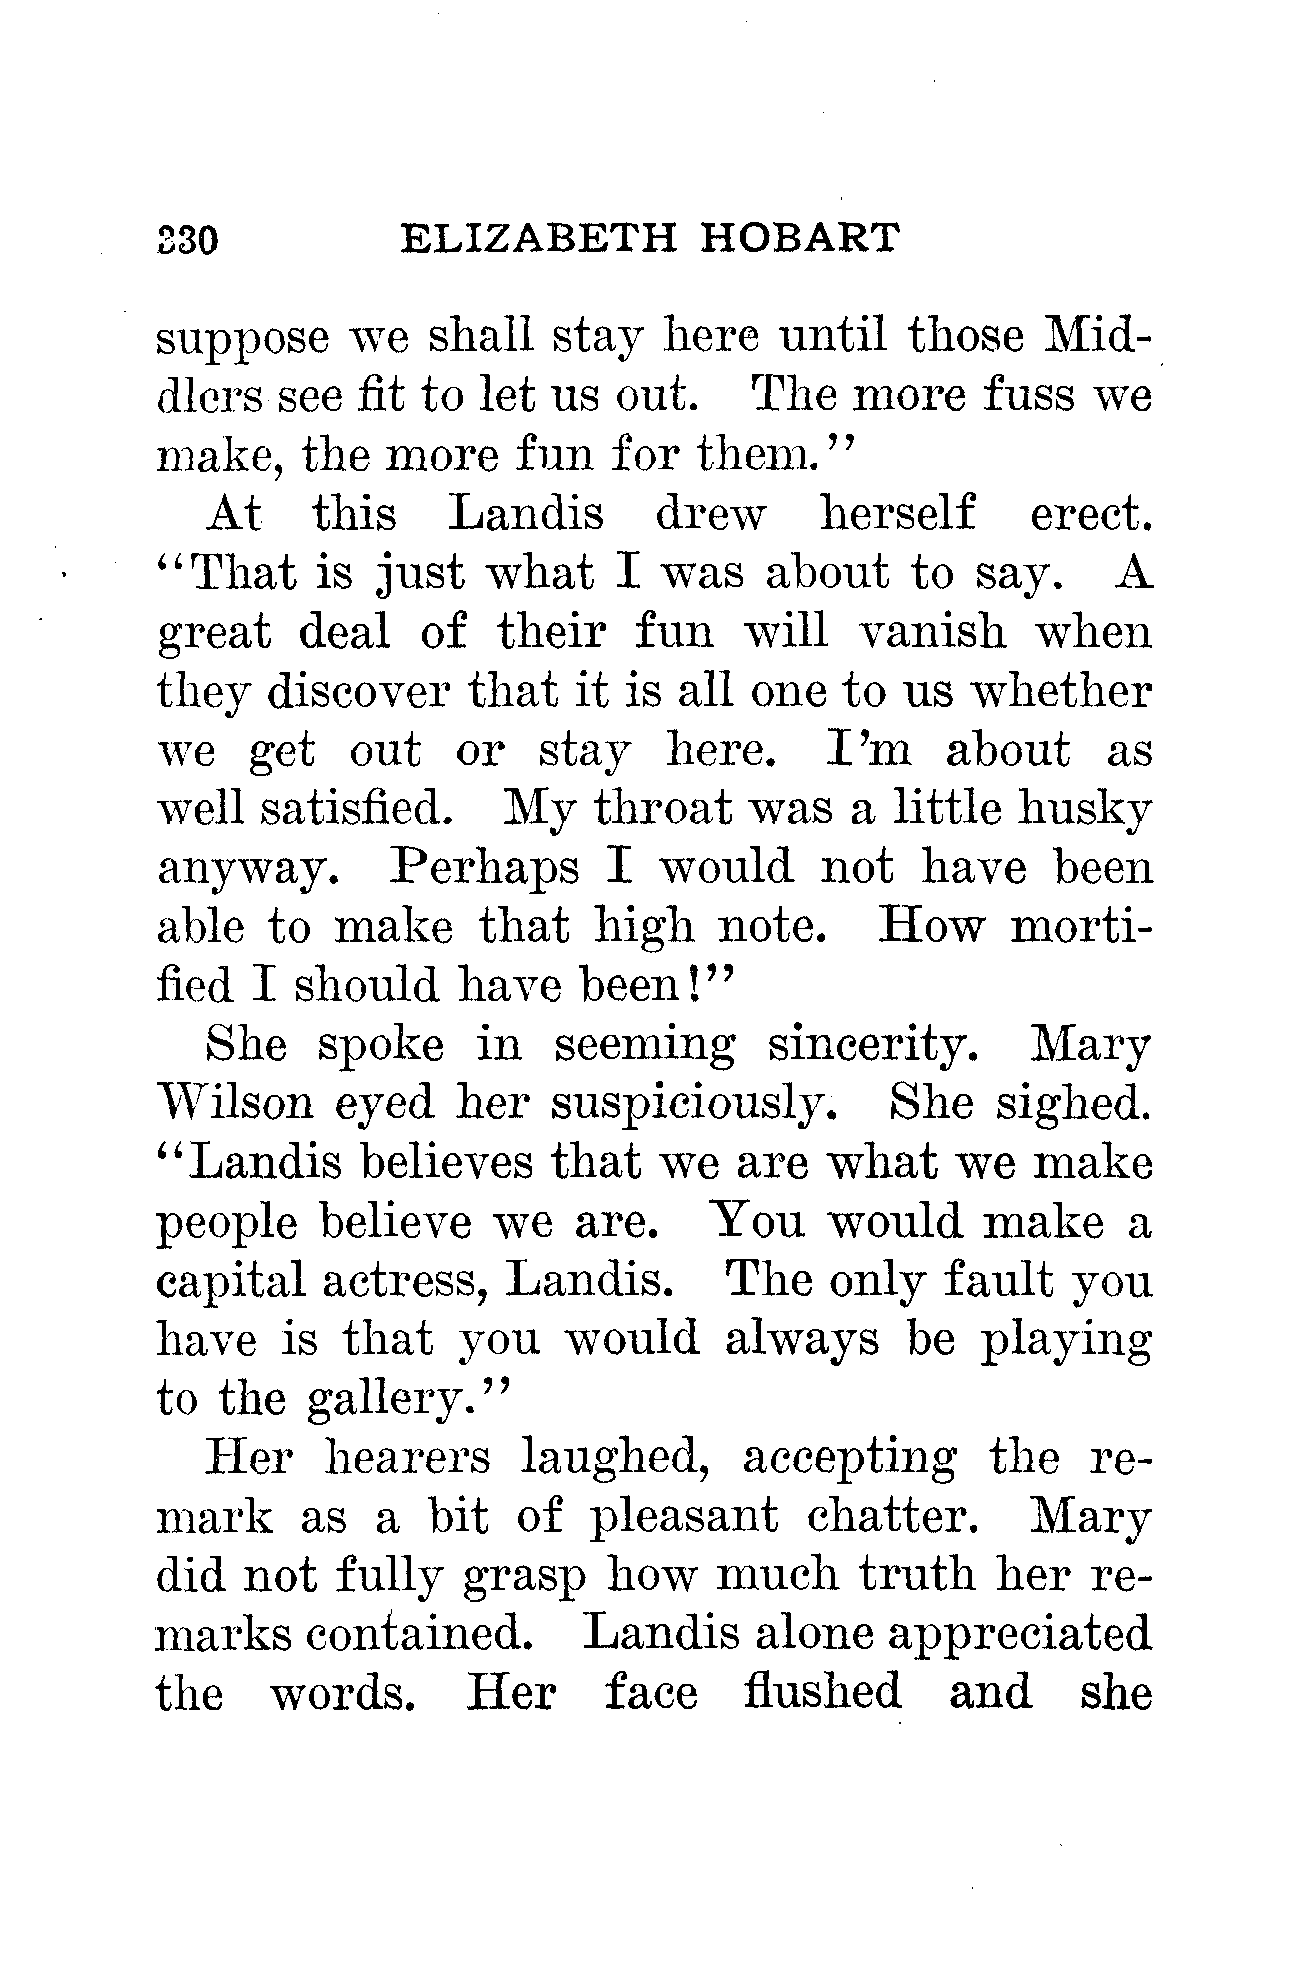 330 ELIZABETH HOBART
suppose we shall stay here until those Mid-
dlers see fit to let us out. The more fuss we
make, the more fun for them."
At this Landis drew herself erect.
"That is just what I was about to say. A
great deal of their fun will vanish when
they discover that it is all one to us whether
we get out or stay here. I'm about as
well satisfied. My throat was a little husky
anyway. Perhaps I would not have been
able to make that high note. How morti-
fied I should have been!"
She spoke in seeming sincerity. Mary
Wilson eyed her suspiciously. She sighed.
"Landis believes that we are what we make
people believe we are. You would make a
capital actress, Landis. The only fault you
have is that you would always be playing
to the gallery."
Her hearers laughed, accepting the re-
mark as a bit of pleasant chatter. Mary
did not fully grasp how much truth her re-
marks contained. Landis alone appreciated
the words. Her face flushed and she